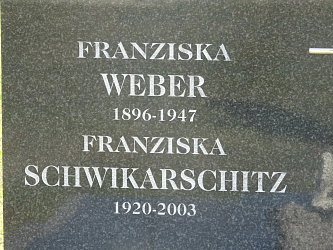 FRANZISKA
WEBER
1896-1947
FRANZISKA
SCHWIKARSCHITZ
1920-2003